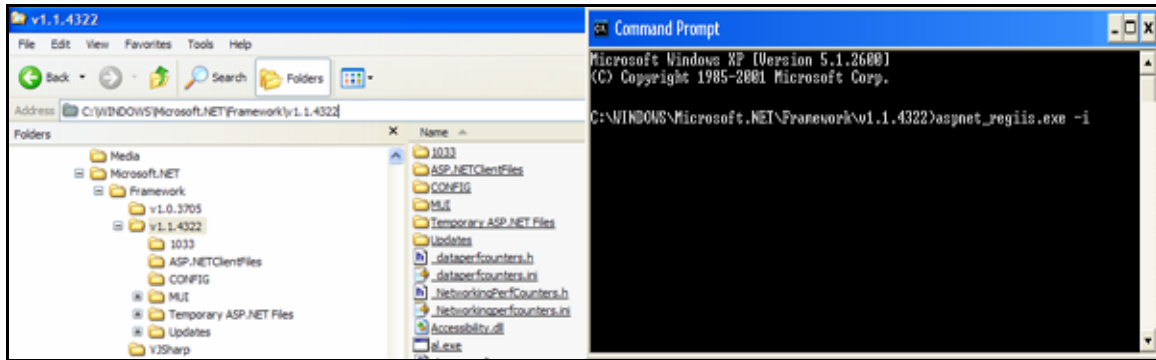 v1.1.4322
File Edit View Favorites Tools Help
Back Search Folders
Address C:\WINDOWS\Microsoft.NET\Framework\v1.1.4322
Folders
Media
Microsoft.NET
Framework
v1.0.3705
v1.1.4322
1033
ASP.NETClientFiles
CONFIG
MUI
Temporary ASP.NET Files
Updates
VJSharp
Name
1033
ASP.NETClientFiles
CONFIG
MUI
Temporary ASP.NET Files
Updates
_dataperfcounters.h
_dataperfcounters.ini
_NetworkingPerfCounters.h
_Networkingperfcounters.ini
Accessibility.dll
al.exe
Command Prompt
Microsoft Windows XP [Version 5.1.2600]
(C) Copyright 1985-2001 Microsoft Corp.
C:\WINDOWS\Microsoft.NET\Framework\v1.1.4322>aspnet_regiis.exe -i